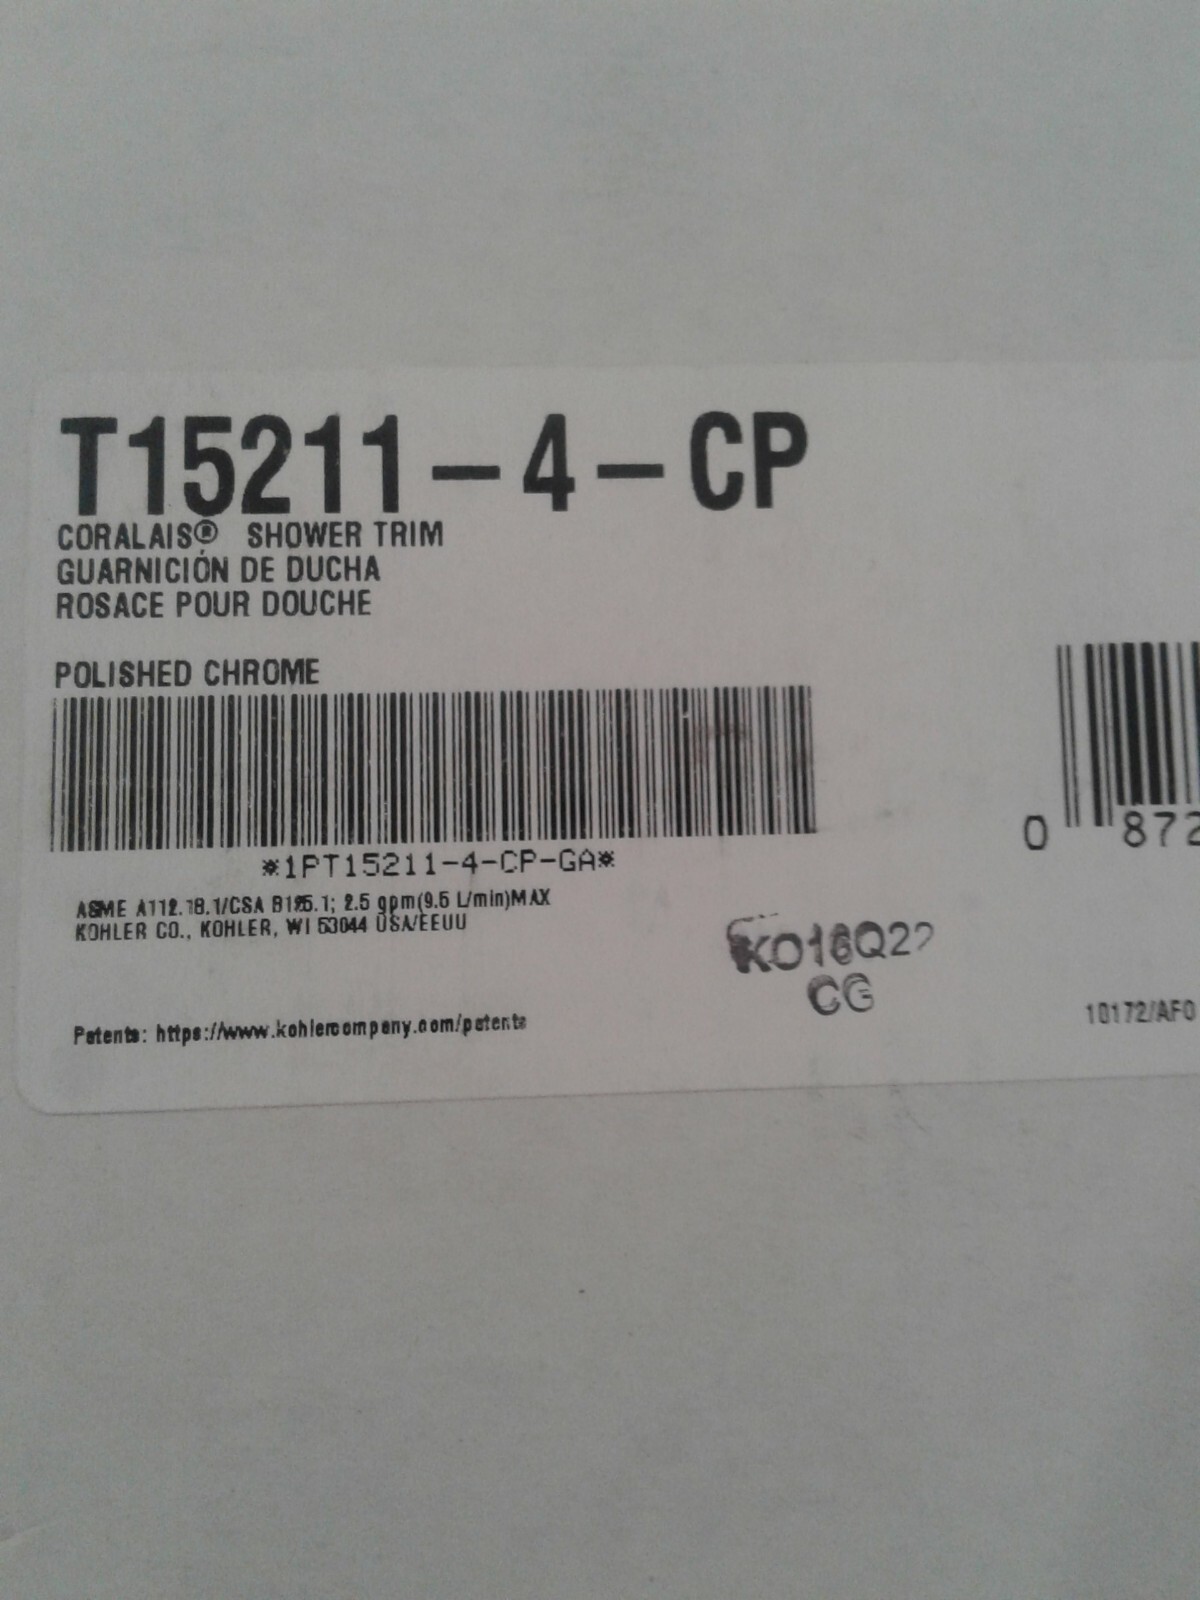 T15211-4-CP
CORALAIS® SHOWER TRIM
GUARNICIÓN DE DUCHA
ROSACE POUR DOUCHE
POLISHED CHROME
*1PT15211-4-CP-GA*
0 872
ASME A112.18.1/CSA B125.1; 2.5 gpm(9.5 L/min)MAX
KOHLER CO., KOHLER, WI 53044 USA/EEUU
KO16Q22
CG
10172/AF0
Patents: https://www.kohlercompany.com/patents